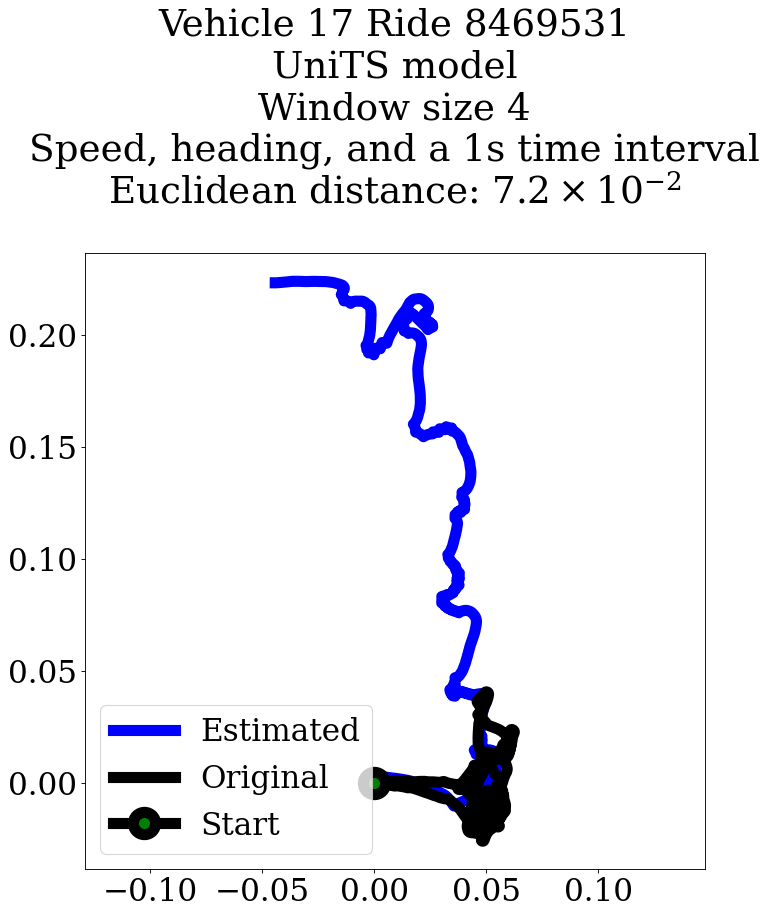 Vehicle 17 Ride 8469531
UniTS model
Window size 4
Speed, heading, and a 1s time interval
Euclidean distance: 7.2 × 10⁻²
0.20
0.15
0.10
0.05
0.00
Estimated
Original
Start
−0.10 −0.05 0.00 0.05 0.10